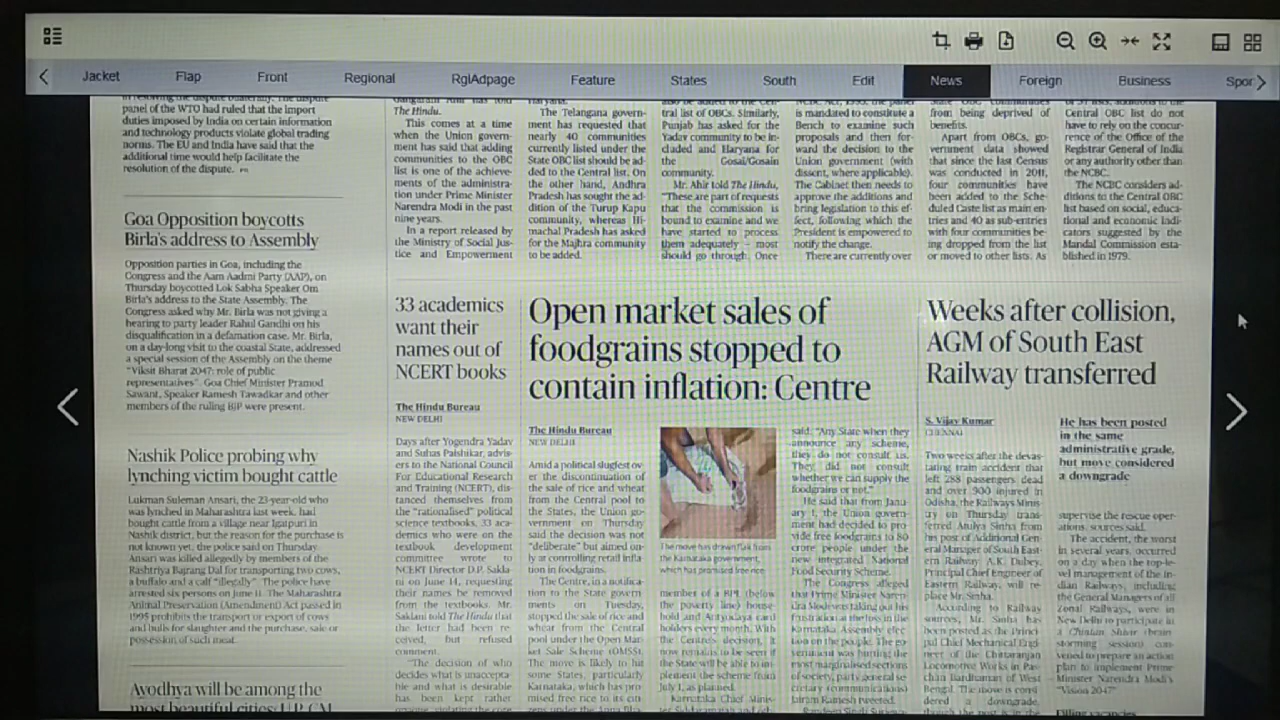 Jacket Flap Front Regional RglAdpage Feature States South Edit News Foreign Business Spor
panel of the WTO had ruled that the import
duties imposed by India on certain information
and technology products violate global trading
norms. The EU and India have said that the
additional time would help facilitate the
resolution of the dispute. PTI
Goa Opposition boycotts
Birla's address to Assembly
Opposition parties in Goa, including the
Congress and the Aam Aadmi Party (AAP), on
Thursday boycotted Lok Sabha Speaker Om
Birla's address to the State Assembly. The
Congress asked why Mr. Birla was not giving a
hearing to party leader Rahul Gandhi on his
disqualification in a defamation case. Mr. Birla,
on a day-long visit to the coastal State, addressed
a special session of the Assembly on the theme
"Viksit Bharat 2047: role of public
representatives". Goa Chief Minister Pramod
Sawant, Speaker Ramesh Tawadkar and other
members of the ruling BJP were present.
Nashik Police probing why
lynching victim bought cattle
Lukman Suleman Ansari, the 23-year-old who
was lynched in Maharashtra last week, had
bought cattle from a village near Igatpuri in
Nashik district, but the reason for the purchase is
not known yet, the police said on Thursday.
Ansari was killed allegedly by members of the
Rashtriya Bajrang Dal for transporting two cows,
a buffalo and a calf "illegally". The police have
arrested six persons on June 11. The Maharashtra
Animal Preservation (Amendment) Act passed in
1995 prohibits the transport or export of cows
and bulls for slaughter and the purchase, sale or
possession of such meat.
Ayodhya will be among the
most beautiful cities: U.P. CM
The Hindu.
This comes at a time
when the Union govern-
ment has said that adding
communities to the OBC
list is one of the achieve-
ments of the administra-
tion under Prime Minister
Narendra Modi in the past
nine years.
In a report released by
the Ministry of Social Jus-
tice and Empowerment
Haryana.
The Telangana govern-
ment has requested that
nearly 40 communities
currently listed under the
State OBC list should be ad-
ded to the Central list. On
the other hand, Andhra
Pradesh has sought the ad-
dition of the Turup Kapu
community, whereas Hi-
machal Pradesh has asked
for the Majhra community
to be added.
also be added to the Cen-
tral list of OBCs. Similarly,
Punjab has asked for the
Yadav community to be in-
cluded and Haryana for
the Gosai/Gosain
community.
Mr. Ahir told The Hindu,
"These are part of requests
that the commission is
bound to examine and we
have started to process
them adequately – most
should go through. Once
is mandated to constitute a
Bench to examine such
proposals and then for-
ward the decision to the
Union government (with
dissent, where applicable).
The Cabinet then needs to
approve the additions and
bring legislation to this ef-
fect, following which the
President is empowered to
notify the change.
There are currently over
from being deprived of
benefits.
Apart from OBCs, go-
vernment data showed
that since the last Census
was conducted in 2011,
four communities have
been added to the Sche-
duled Caste list as main en-
tries and 40 as sub-entries
with four communities be-
ing dropped from the list
or moved to other lists. As
Central OBC list do not
have to rely on the concur-
rence of the Office of the
Registrar General of India
or any authority other than
the NCBC.
The NCBC considers ad-
ditions to the Central OBC
list based on social, educa-
tional and economic indi-
cators suggested by the
Mandal Commission esta-
blished in 1979.
33 academics
want their
names out of
NCERT books
The Hindu Bureau
NEW DELHI
Days after Yogendra Yadav
and Suhas Palshikar, advis-
ers to the National Council
For Educational Research
and Training (NCERT), dis-
tanced themselves from
the "rationalised" political
science textbooks, 33 aca-
demics who were on the
textbook development
committee wrote to
NCERT Director D.P. Sakla-
ni on June 14, requesting
their names be removed
from the textbooks. Mr.
Saklani told The Hindu that
the letter had been re-
ceived, but refused
comment.
"The decision of who
decides what is unaccepta-
ble and what is desirable
has been kept rather
Open market sales of
foodgrains stopped to
contain inflation: Centre
The Hindu Bureau
NEW DELHI
Amid a political slugfest ov-
er the discontinuation of
the sale of rice and wheat
from the Central pool to
the States, the Union go-
vernment on Thursday
said the decision was not
"deliberate" but aimed on-
ly at controlling retail infla-
tion in foodgrains.
The Centre, in a notifica-
tion to the State govern-
ments on Tuesday,
stopped the sale of rice and
wheat from the Central
pool under the Open Mar-
ket Sale Scheme (OMSS).
The move is likely to hit
some States, particularly
Karnataka, which has pro-
mised free rice to its citi-
The move has drawn flak from
the Karnataka government,
which has promised free rice.
member of a BPL (below
the poverty line) house-
hold and Antyodaya card
holders every month. With
the Centre's decision, it
now remains to be seen if
the State will be able to im-
plement the scheme from
July 1, as planned.
Karnataka Chief Minis-
said: "Any State when they
announce any scheme,
they do not consult us.
They did not consult
whether we can supply the
foodgrains or not."
He said that from Janu-
ary 1, the Union govern-
ment had decided to pro-
vide free foodgrains to 80
crore people under the
new integrated National
Food Security Scheme.
The Congress alleged
that Prime Minister Naren-
dra Modi was taking out his
frustration at the loss in the
Karnataka Assembly elec-
tion on the people. The go-
vernment was hurting the
most marginalised sections
of society, party general se-
cretary (communications)
Jairam Ramesh tweeted.
Weeks after collision,
AGM of South East
Railway transferred
S. Vijay Kumar
CHENNAI
Two weeks after the devas-
tating train accident that
left 288 passengers dead
and over 900 injured in
Odisha, the Railways Minis-
try on Thursday trans-
ferred Atulya Sinha from
his post of Additional Gen-
eral Manager of South East-
ern Railway. A.K. Dubey,
Principal Chief Engineer of
Eastern Railway, will re-
place Mr. Sinha.
According to Railway
sources, Mr. Sinha has
been posted as the Princi-
pal Chief Mechanical Engi-
neer of the Chittaranjan
Locomotive Works in Pas-
chim Bardhaman of West
Bengal. The move is consi-
dered a downgrade,
He has been posted
in the same
administrative grade,
but move considered
a downgrade
supervise the rescue oper-
ations, sources said.
The accident, the worst
in several years, occurred
on a day when the top-le-
vel management of the In-
dian Railways, including
the General Managers of all
Zonal Railways, were in
New Delhi to participate in
a Chintan Shivir (brain-
storming session) con-
vened to prepare an action
plan to implement Prime
Minister Narendra Modi's
"Vision 2047".
Filling vacancies